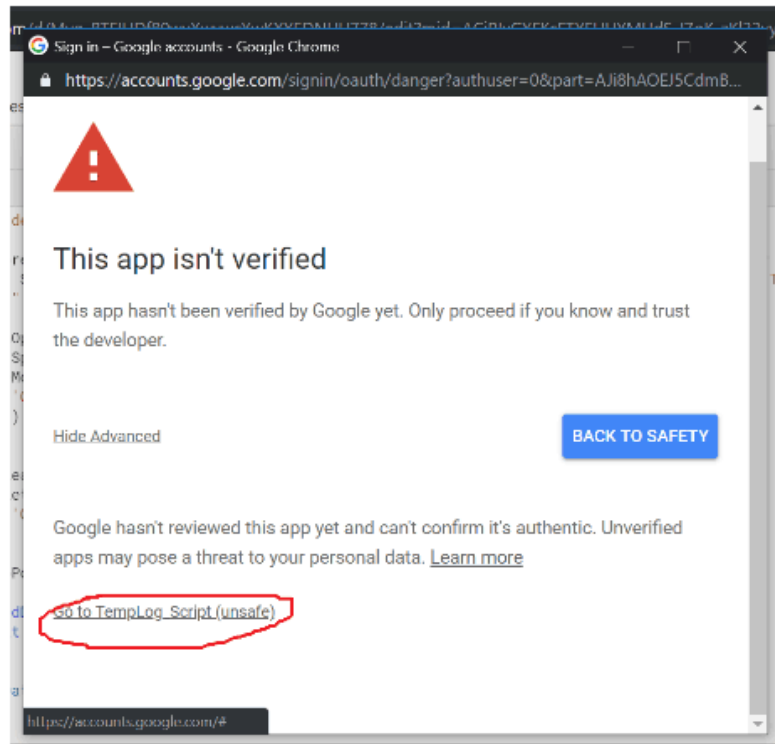 Sign in – Google accounts - Google Chrome
https://accounts.google.com/signin/oauth/danger?authuser=0&part=AJi8hAOEJ5CdmB...
This app isn't verified
This app hasn't been verified by Google yet. Only proceed if you know and trust
the developer.
Hide Advanced
BACK TO SAFETY
Google hasn't reviewed this app yet and can't confirm it's authentic. Unverified
apps may pose a threat to your personal data. Learn more
Go to TempLog_Script (unsafe)
https://accounts.google.com/#